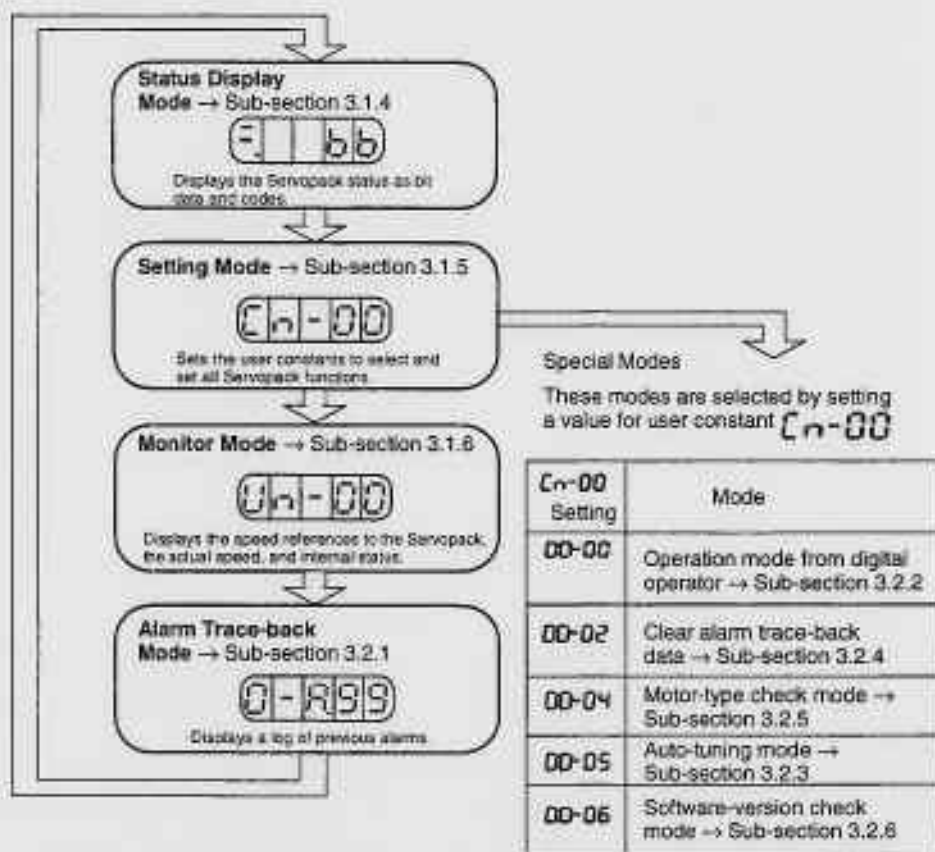 Status Display
Mode → Sub-section 3.1.4
bb
Displays the Servopack status as bit
data and codes.
Setting Mode → Sub-section 3.1.5
Cn-00
Sets the user constants to select and
set all Servopack functions.
Monitor Mode → Sub-section 3.1.6
Un-00
Displays the speed references to the Servopack,
the actual speed, and internal status.
Alarm Trace-back
Mode → Sub-section 3.2.1
0-A.99
Displays a log of previous alarms
Special Modes
These modes are selected by setting
a value for user constant Cn-00
Cn-00
Setting
Mode
00-00
Operation mode from digital
operator → Sub-section 3.2.2
00-02
Clear alarm trace-back
data → Sub-section 3.2.4
00-04
Motor-type check mode →
Sub-section 3.2.5
00-05
Auto-tuning mode →
Sub-section 3.2.3
00-06
Software-version check
mode → Sub-section 3.2.6